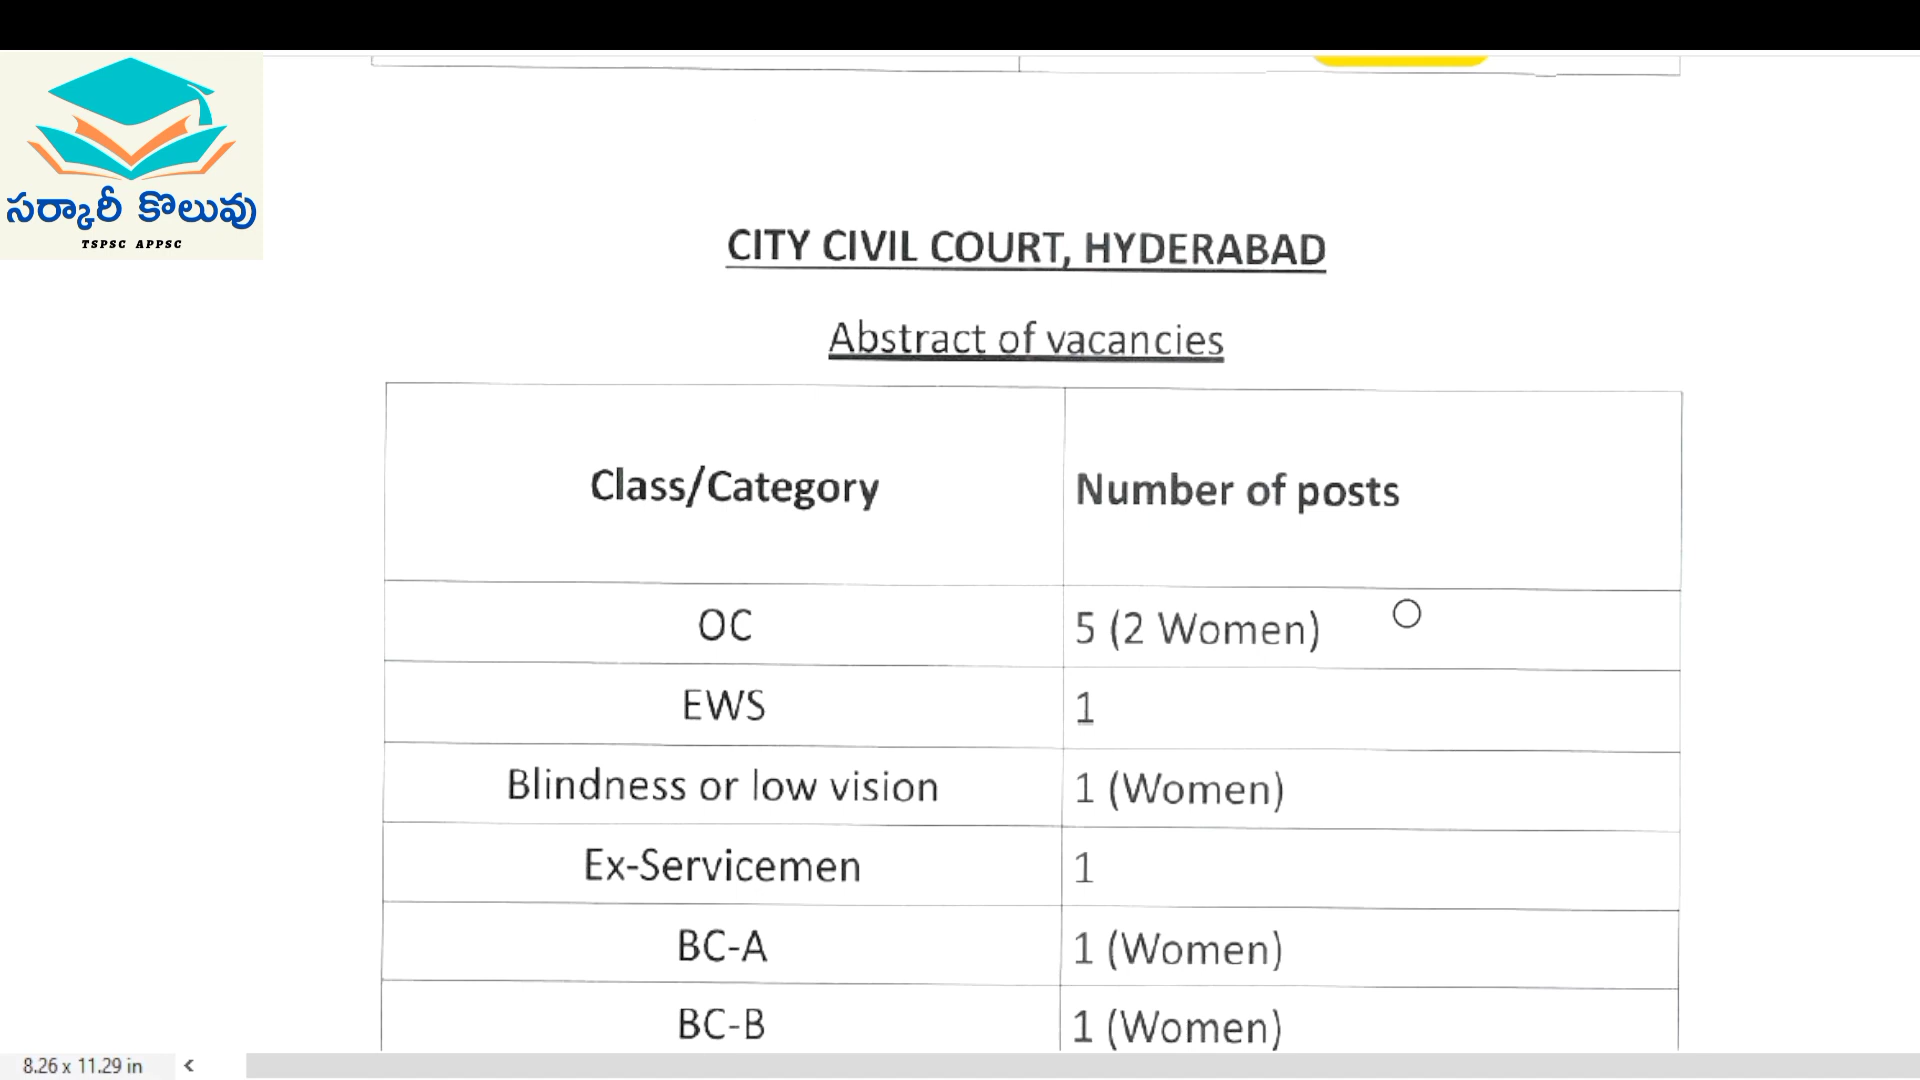 సర్కారీ కొలువు
TSPSC APPSC
CITY CIVIL COURT, HYDERABAD
Abstract of vacancies
Class/Category Number of posts
OC 5 (2 Women)
EWS 1
Blindness or low vision 1 (Women)
Ex-Servicemen 1
BC-A 1 (Women)
BC-B 1 (Women)
8.26 x 11.29 in <